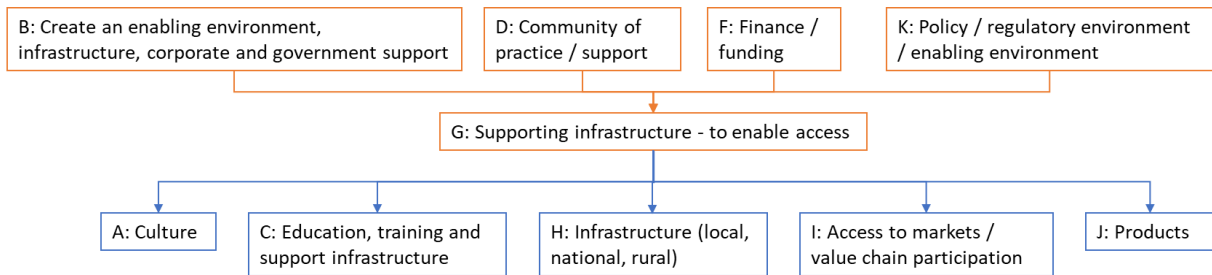 B: Create an enabling environment,
infrastructure, corporate and government support
D: Community of
practice / support
F: Finance /
funding
K: Policy / regulatory environment
/ enabling environment
G: Supporting infrastructure - to enable access
A: Culture
C: Education, training and
support infrastructure
H: Infrastructure (local,
national, rural)
I: Access to markets /
value chain participation
J: Products